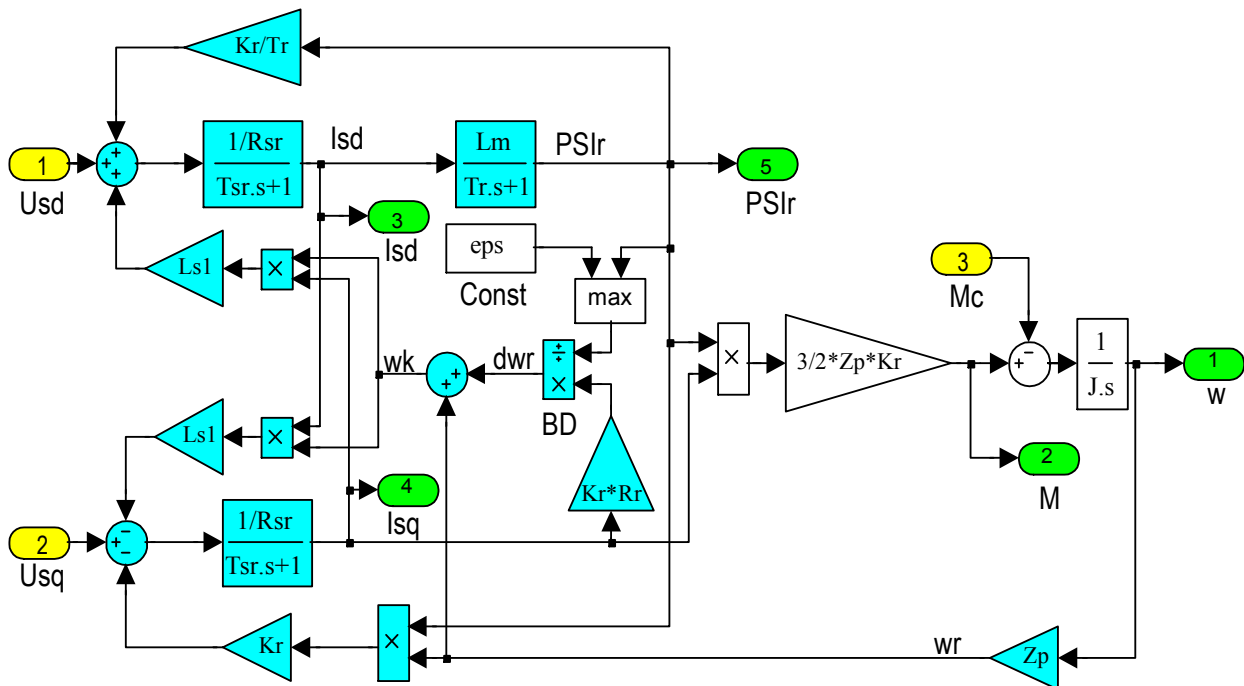 Kr/Tr
1/Rsr
Tsr.s+1
Isd
Lm
Tr.s+1
PSIr
1
Usd
+
+
+
5
PSIr
3
Isd
Ls1
×
eps
Const
max
3
Mc
÷
×
BD
dwr
wk
+
+
×
3/2*Zp*Kr
+
−
1
J.s
1
w
Ls1
×
Kr*Rr
2
M
4
Isq
2
Usq
+
−
−
1/Rsr
Tsr.s+1
Kr
×
wr
Zp